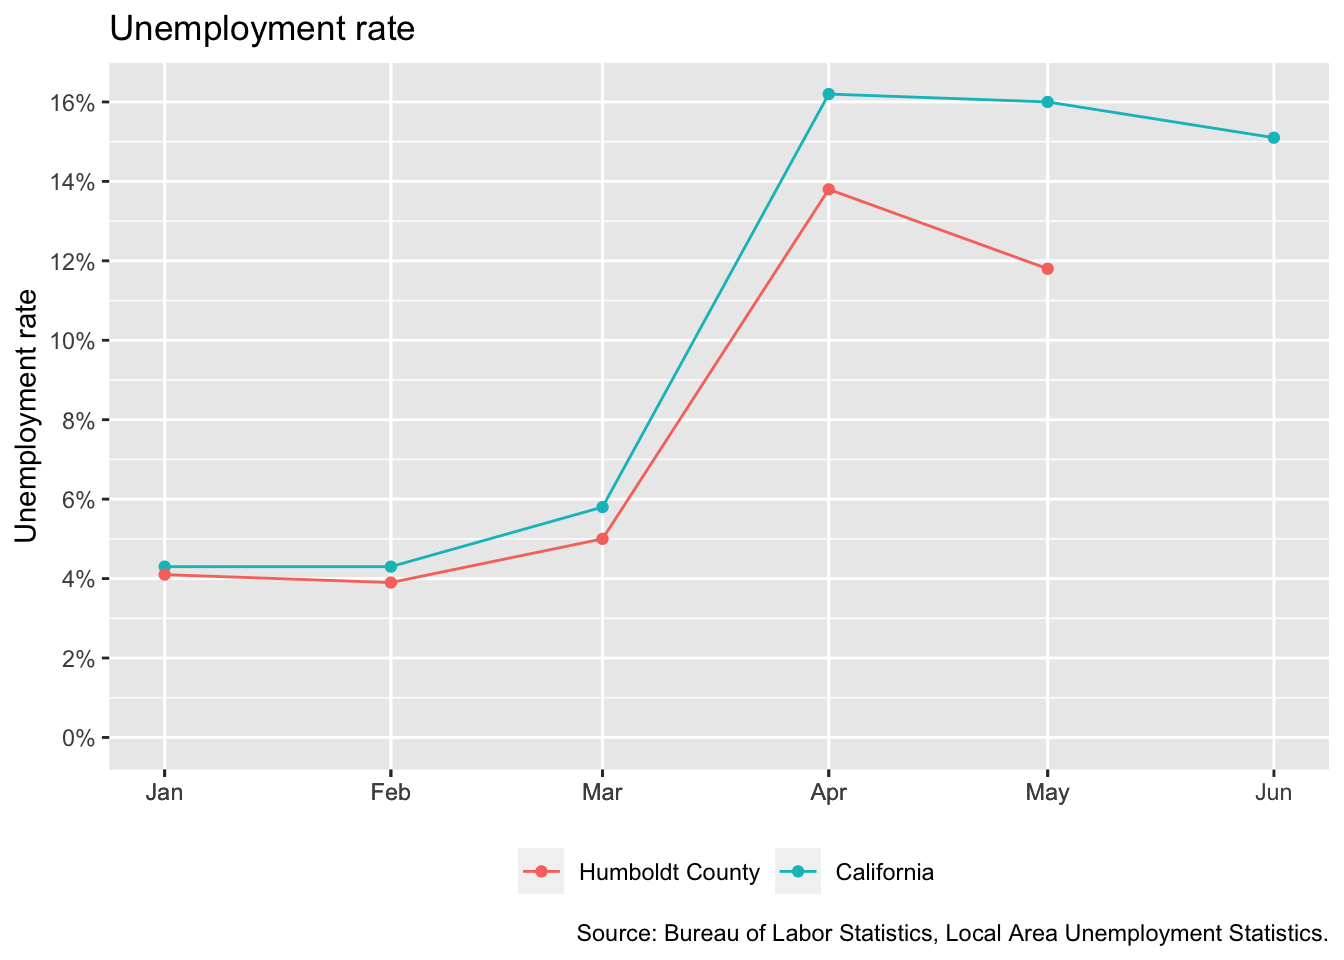 Unemployment rate
Unemployment rate
16%
14%
12%
10%
8%
6%
4%
2%
0%
Jan Feb Mar Apr May Jun
Humboldt County California
Source: Bureau of Labor Statistics, Local Area Unemployment Statistics.